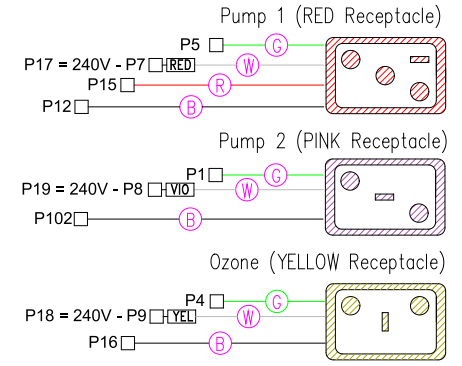 Pump 1 (RED Receptacle)
P5 G
P17 = 240V - P7 RED W
P15 R
P12 B
Pump 2 (PINK Receptacle)
P1 G
P19 = 240V - P8 VIO W
P102 B
Ozone (YELLOW Receptacle)
P4 G
P18 = 240V - P9 YEL W
P16 B